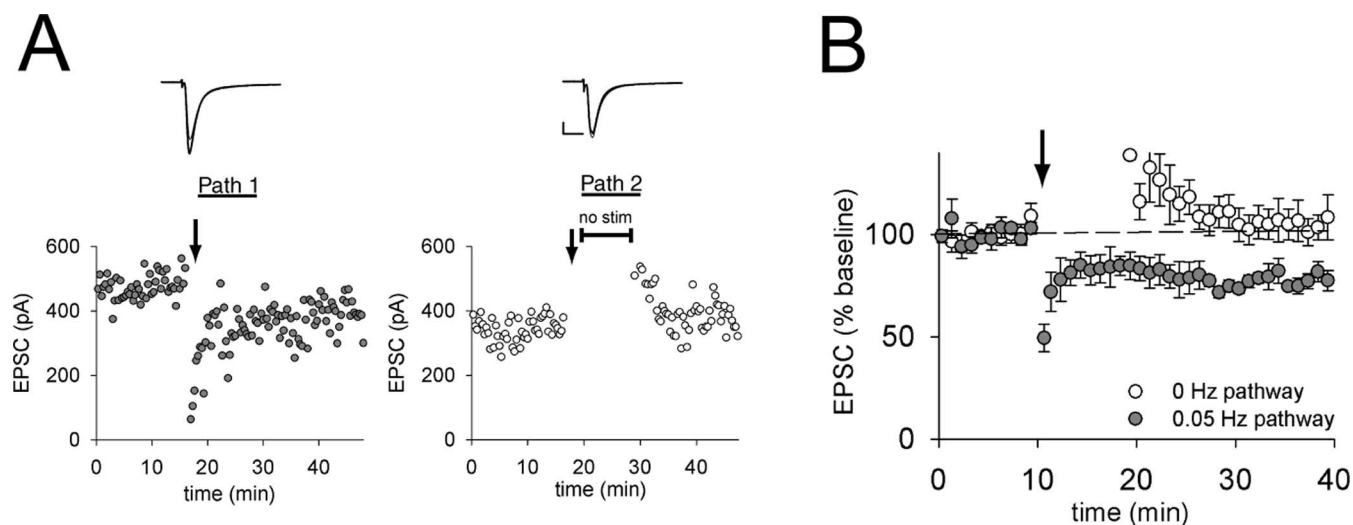 A
B
Path 1
Path 2
no stim
600
400
200
0
EPSC (pA)
0 10 20 30 40
time (min)
600
400
200
0
EPSC (pA)
0 10 20 30 40
time (min)
100
50
0
EPSC (% baseline)
0 Hz pathway
0.05 Hz pathway
0 10 20 30 40
time (min)